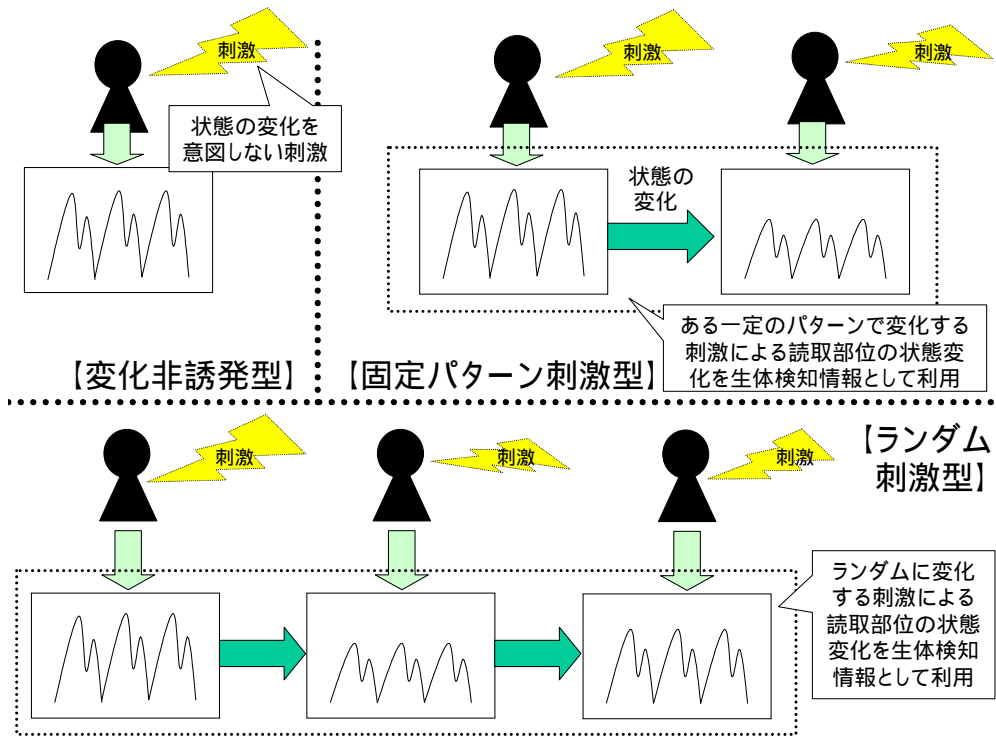 刺激
状態の変化を
意図しない刺激
【変化非誘発型】
刺激
刺激
状態の
変化
ある一定のパターンで変化する
刺激による読取部位の状態変
化を生体検知情報として利用
【固定パターン刺激型】
刺激
刺激
刺激
【ランダム
刺激型】
ランダムに変化
する刺激による
読取部位の状態
変化を生体検知
情報として利用